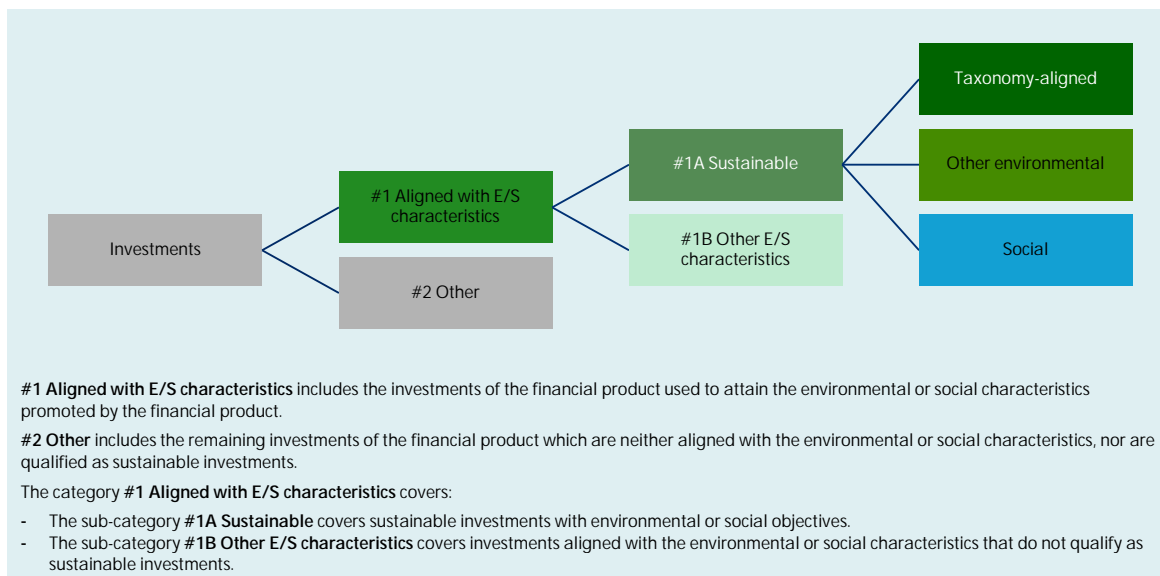 Taxonomy-aligned
#1A Sustainable
Other environmental
#1 Aligned with E/S
characteristics
Investments
#1B Other E/S
characteristics
Social
#2 Other
#1 Aligned with E/S characteristics includes the investments of the financial product used to attain the environmental or social characteristics
promoted by the financial product.
#2 Other includes the remaining investments of the financial product which are neither aligned with the environmental or social characteristics, nor are
qualified as sustainable investments.
The category #1 Aligned with E/S characteristics covers:
- The sub-category #1A Sustainable covers sustainable investments with environmental or social objectives.
- The sub-category #1B Other E/S characteristics covers investments aligned with the environmental or social characteristics that do not qualify as
sustainable investments.